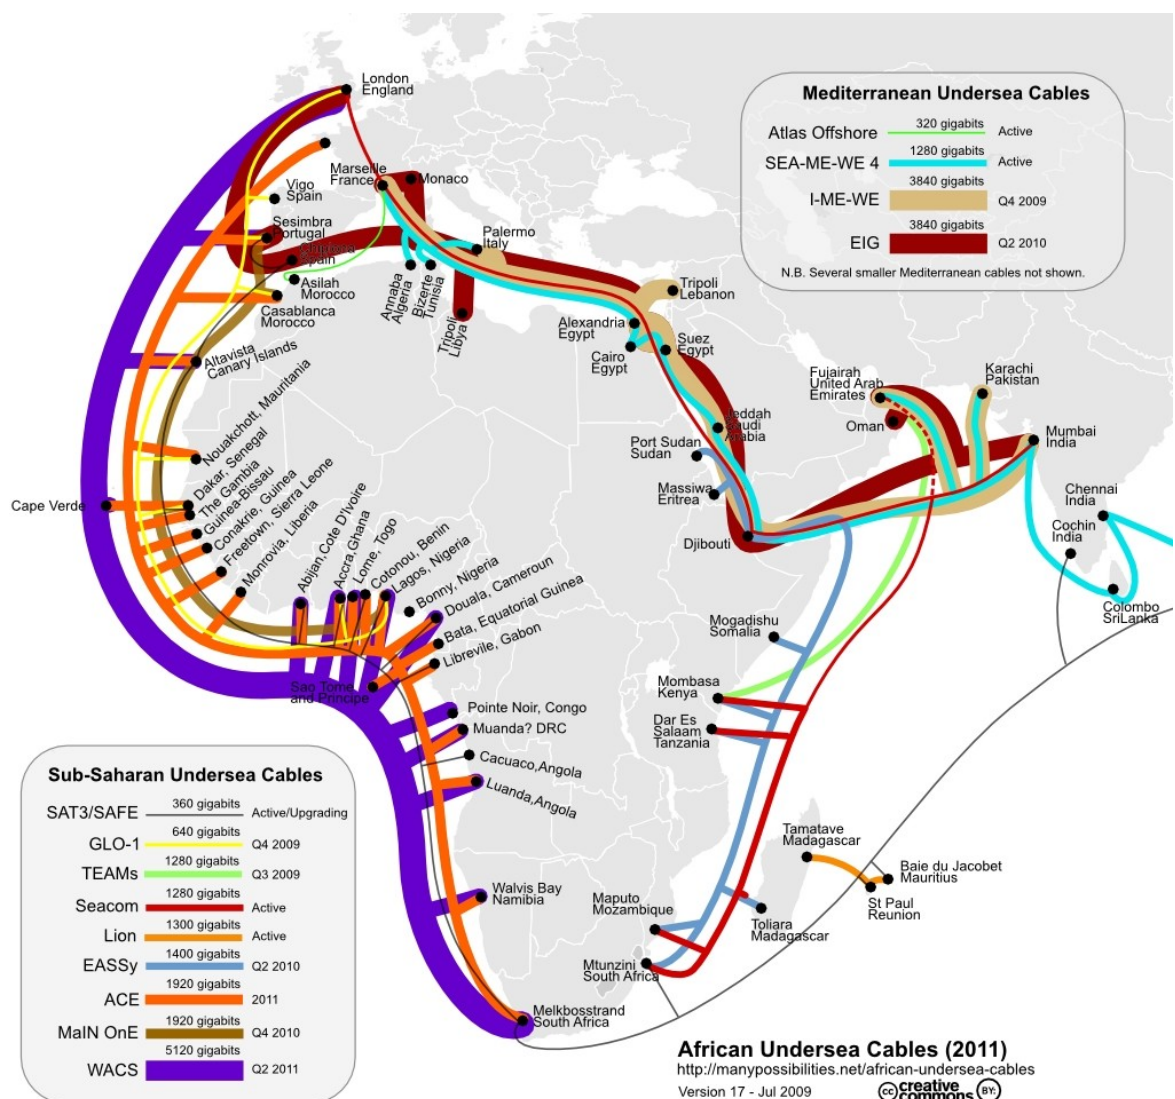 London
England
Vigo
Spain
Sesimbra
Portugal
Chipiona
Spain
Asilah
Morocco
Casablanca
Morocco
Altavista
Canary Islands
Marseille
France
Monaco
Palermo
Italy
Annaba
Algeria
Bizerte
Tunisia
Tripoli
Libya
Tripoli
Lebanon
Alexandria
Egypt
Cairo
Egypt
Suez
Egypt
Jeddah
Saudi
Arabia
Port Sudan
Sudan
Massiwa
Eritrea
Djibouti
Fujairah
United Arab
Emirates
Oman
Karachi
Pakistan
Mumbai
India
Chennai
India
Cochin
India
Colombo
SriLanka
Nouakchott, Mauritania
Dakar, Senegal
The Gambia
Guinea-Bissau
Conakrie, Guinea
Freetown, Sierra Leone
Monrovia, Liberia
Cape Verde
Abijan,Cote D'Ivoire
Accra,Ghana
Lome, Togo
Cotonou, Benin
Lagos, Nigeria
Bonny, Nigeria
Douala, Cameroun
Bata, Equatorial Guinea
Librevile, Gabon
Sao Tome
and Principe
Pointe Noir, Congo
Muanda? DRC
Cacuaco,Angola
Luanda,Angola
Walvis Bay
Namibia
Melkbosstrand
South Africa
Mogadishu
Somalia
Mombasa
Kenya
Dar Es
Salaam
Tanzania
Maputo
Mozambique
Mtunzini
South Africa
Toliara
Madagascar
Tamatave
Madagascar
Baie du Jacobet
Mauritius
St Paul
Reunion
Mediterranean Undersea Cables
Atlas Offshore 320 gigabits Active
SEA-ME-WE 4 1280 gigabits Active
I-ME-WE 3840 gigabits Q4 2009
EIG 3840 gigabits Q2 2010
N.B. Several smaller Mediterranean cables not shown.
Sub-Saharan Undersea Cables
SAT3/SAFE 360 gigabits Active/Upgrading
GLO-1 640 gigabits Q4 2009
TEAMs 1280 gigabits Q3 2009
Seacom 1280 gigabits Active
Lion 1300 gigabits Active
EASSy 1400 gigabits Q2 2010
ACE 1920 gigabits 2011
MaIN OnE 1920 gigabits Q4 2010
WACS 5120 gigabits Q2 2011
African Undersea Cables (2011)
http://manypossibilities.net/african-undersea-cables
Version 17 - Jul 2009
cc creative commons BY: